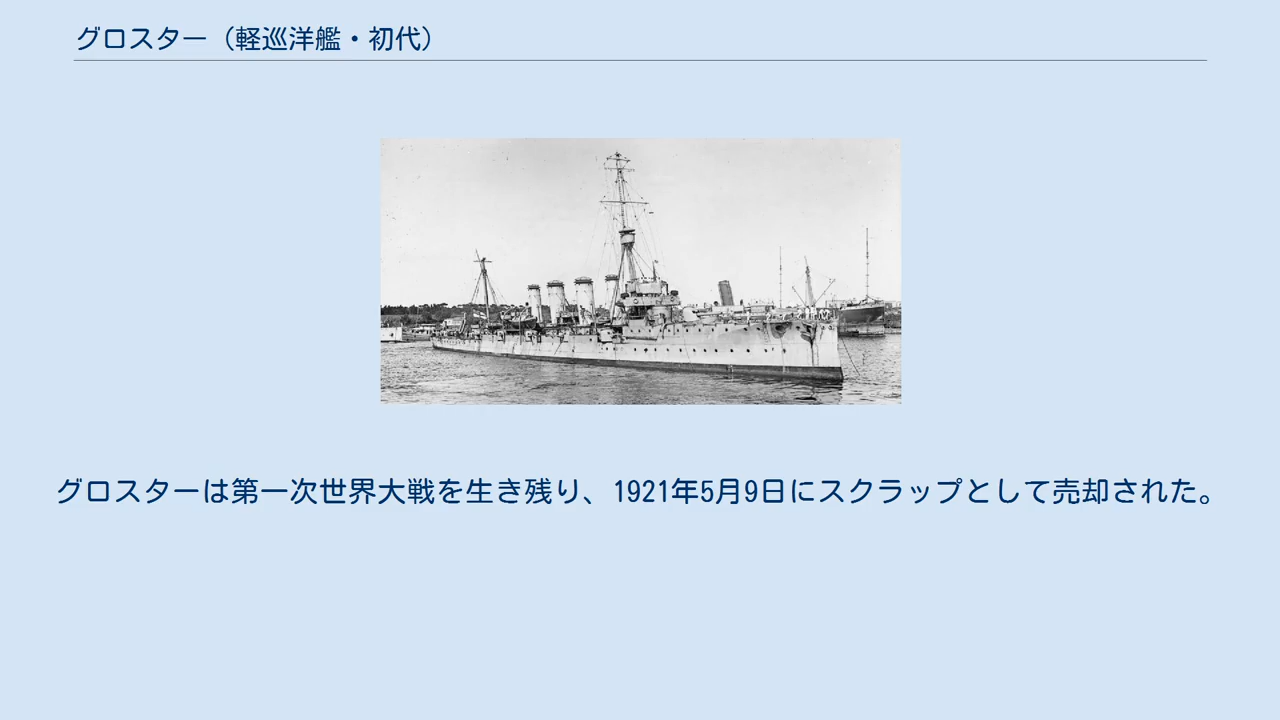 グロスター（軽巡洋艦・初代）
グロスターは第一次世界大戦を生き残り、1921年5月9日にスクラップとして売却された。